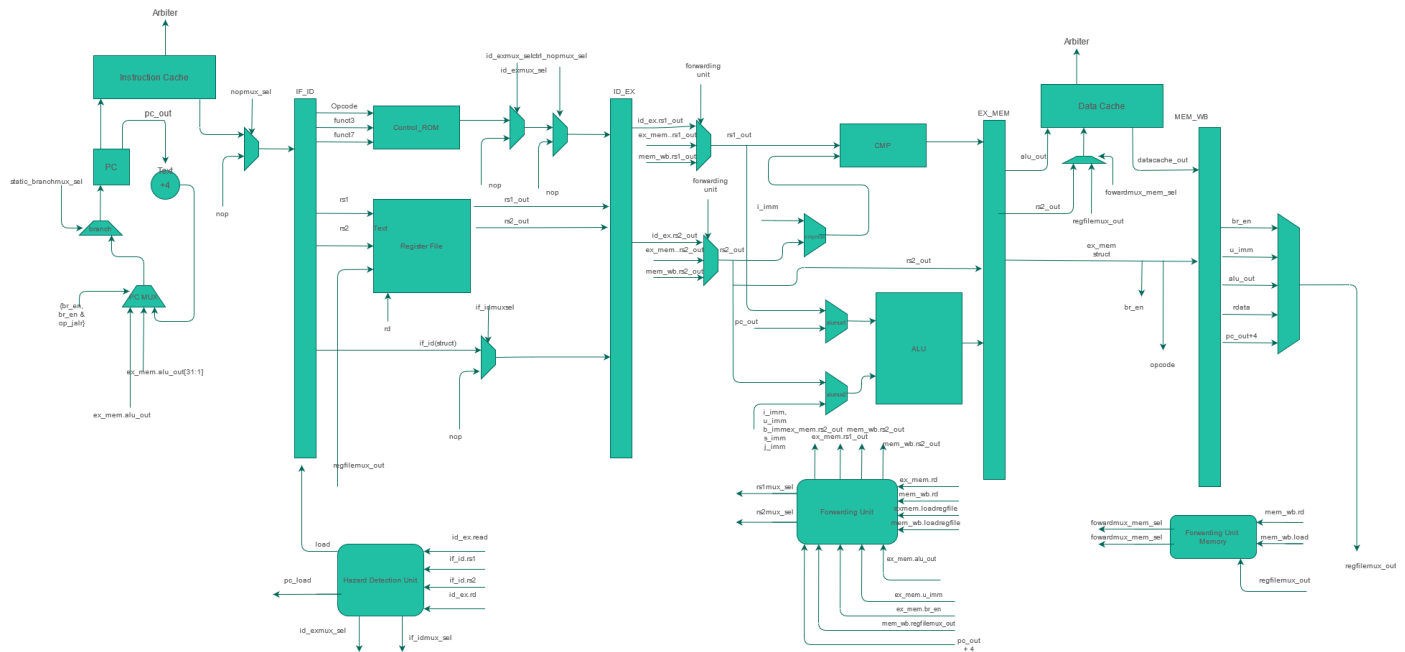 Arbiter
Instruction Cache
pc_out
nopmux_sel
PC
Text
+4
static_branchmux_sel
branch
nop
PC MUX
{br_en,
br_en &
op_jalr}
ex_mem.alu_out[31:1]
ex_mem.alu_out
IF_ID
Opcode
funct3
funct7
Control_ROM
id_exmux_selctrl_nopmux_sel
id_exmux_sel
nop
nop
rs1
rs2
Text
Register File
rs1_out
rs2_out
rd
if_idmuxsel
if_id(struct)
nop
regfilemux_out
ID_EX
forwarding
unit
id_ex.rs1_out
ex_mem..rs1_out
mem_wb.rs1_out
rs1_out
forwarding
unit
id_ex.rs2_out
ex_mem..rs2_out
mem_wb.rs2_out
rs2_out
i_imm
CMP
rs2_out
pc_out
alumux1
ALU
alumux2
i_imm,
u_imm
b_immex_mem.rs2_out
s_imm
j_imm
mem_wb.rs2_out
ex_mem.rs1_out
mem_wb.rs2_out
EX_MEM
Arbiter
Data Cache
alu_out
datacache_out
fowardmux_mem_sel
rs2_out
regfilemux_out
ex_mem
struct
br_en
opcode
MEM_WB
br_en
u_imm
alu_out
rdata
pc_out+4
regfilemux_out
load
id_ex.read
if_id.rs1
if_id.rs2
id_ex.rd
Hazard Detection Unit
pc_load
id_exmux_sel
if_idmux_sel
rs1mux_sel
rs2mux_sel
Forwarding Unit
ex_mem.rd
mem_wb.rd
exmem.loadregfile
mem_wb.loadregfile
ex_mem.alu_out
ex_mem.u_imm
ex_mem.br_en
mem_wb.regfilemux_out
pc_out
+ 4
fowardmux_mem_sel
fowardmux_mem_sel
Forwarding Unit
Memory
mem_wb.rd
mem_wb.load
regfilemux_out